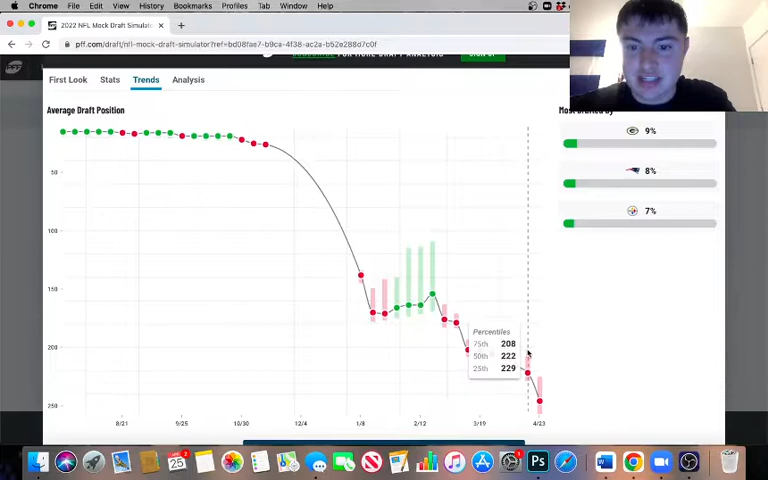 Chrome File Edit View History Bookmarks Profiles Tab Window Help
2022 NFL Mock Draft Simulato
pff.com/draft/nfl-mock-draft-simulator?ref=bd08fae7-b9ca-4f38-ac2a-b52e288d7c0f
First Look Stats Trends Analysis
Average Draft Position
9%
8%
7%
50
100
150
200
250
Percentiles
75th 208
50th 222
25th 229
8/21 9/25 10/30 12/4 1/8 2/12 3/19 4/23